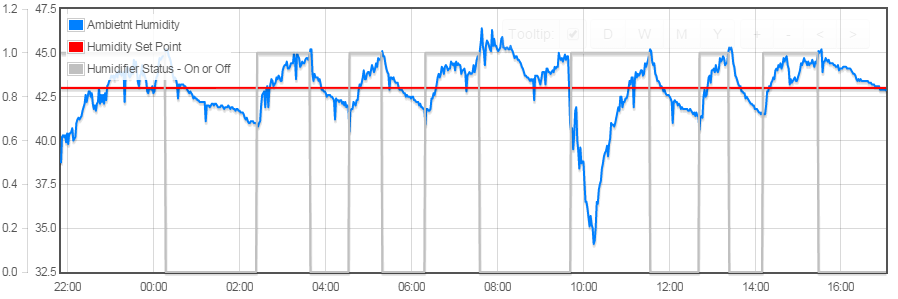 1.2
1.0
0.8
0.6
0.4
0.2
0.0
47.5
45.0
42.5
40.0
37.5
35.0
32.5
Ambietnt Humidity
Humidity Set Point
Humidifier Status - On or Off
Tooltip: D W M Y + - < >
22:00 00:00 02:00 04:00 06:00 08:00 10:00 12:00 14:00 16:00